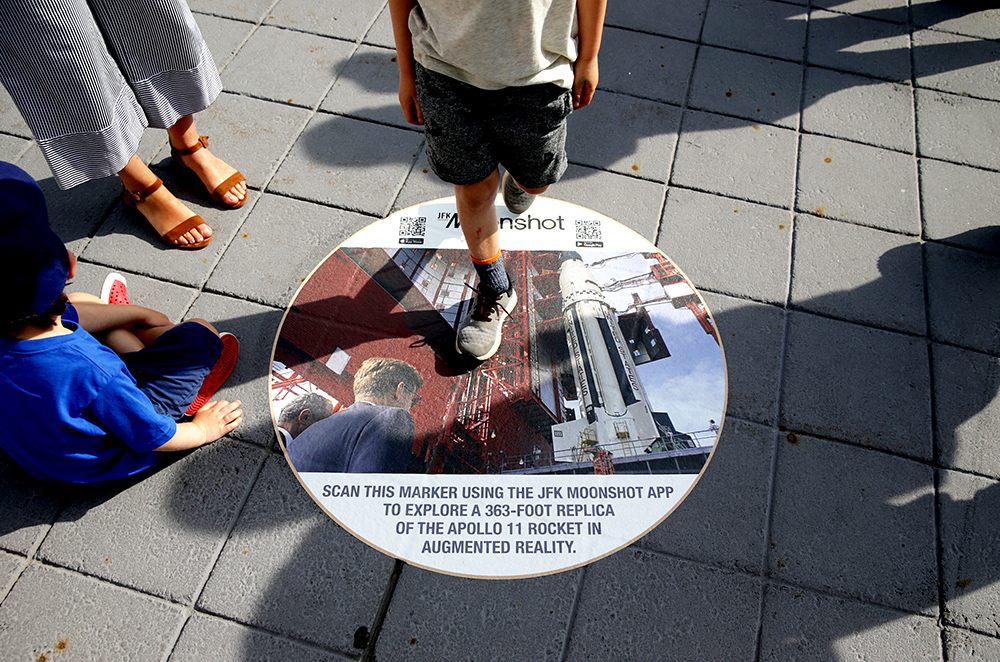 JFK Moonshot
SCAN THIS MARKER USING THE JFK MOONSHOT APP
TO EXPLORE A 363-FOOT REPLICA
OF THE APOLLO 11 ROCKET IN
AUGMENTED REALITY.